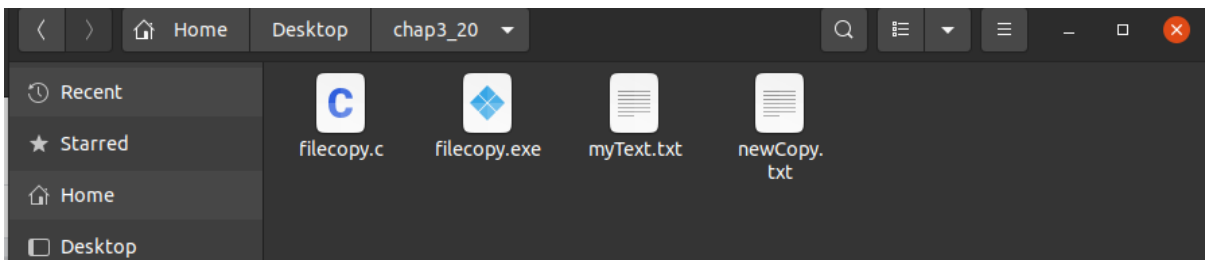 Home Desktop chap3_20
Recent
Starred
Home
Desktop
filecopy.c filecopy.exe myText.txt newCopy.
txt